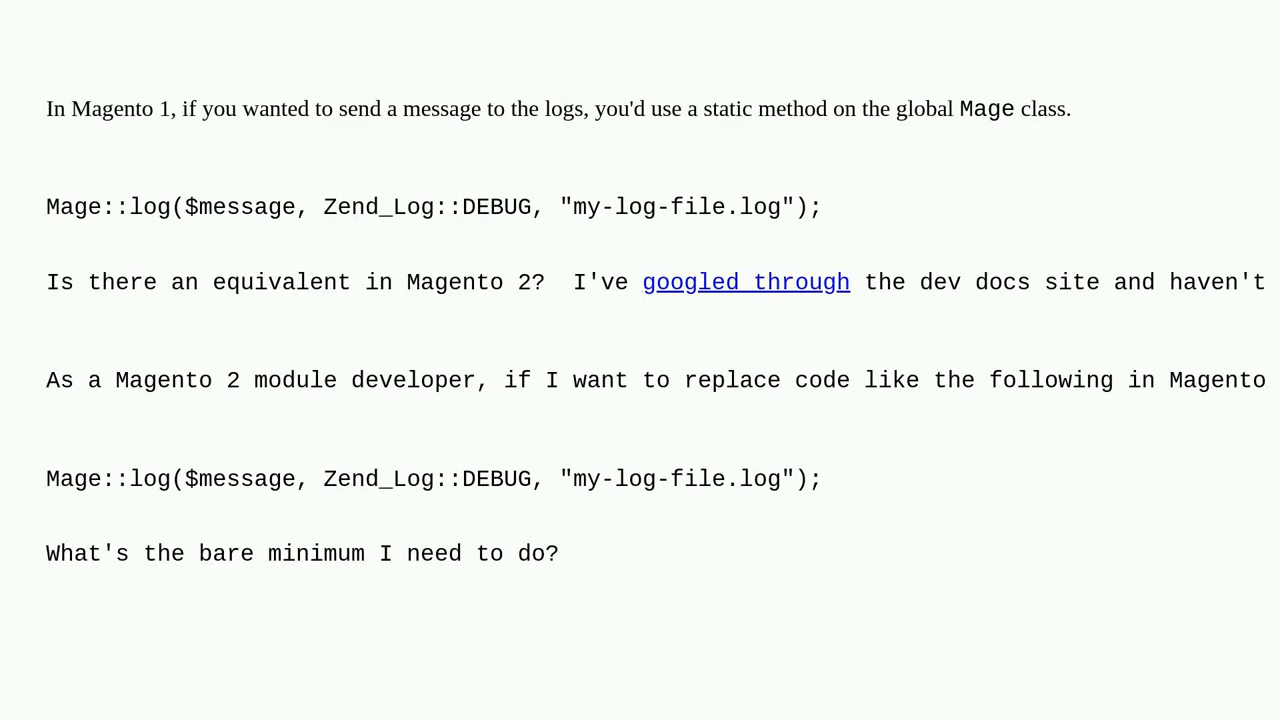 In Magento 1, if you wanted to send a message to the logs, you'd use a static method on the global Mage class.
Mage::log($message, Zend_Log::DEBUG, "my-log-file.log");
Is there an equivalent in Magento 2?  I've googled through the dev docs site and haven't
As a Magento 2 module developer, if I want to replace code like the following in Magento
Mage::log($message, Zend_Log::DEBUG, "my-log-file.log");
What's the bare minimum I need to do?